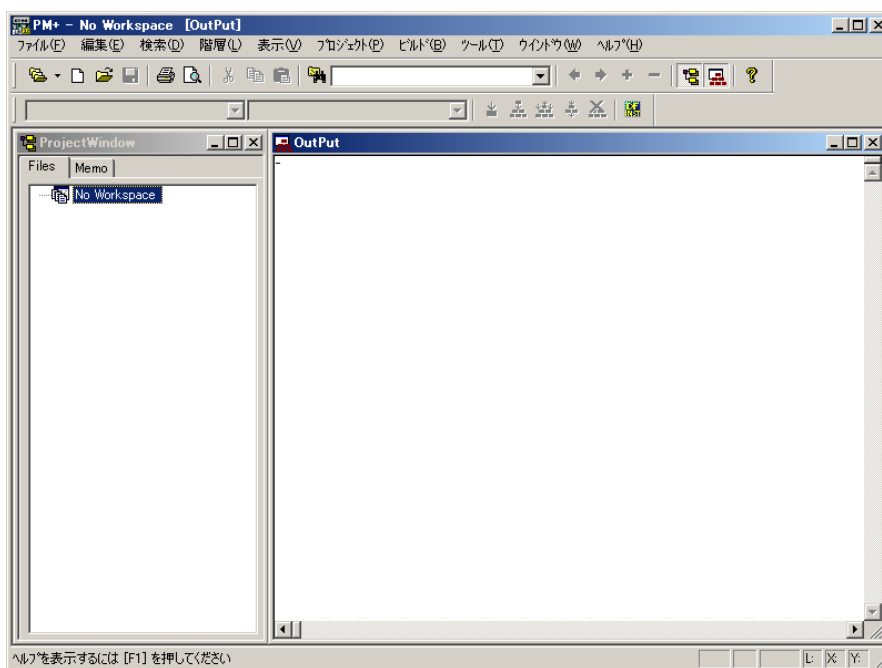 PM+ - No Workspace [OutPut]
ﾌｧｲﾙ(F) 編集(E) 検索(D) 階層(L) 表示(V) ﾌﾟﾛｼﾞｪｸﾄ(P) ﾋﾞﾙﾄﾞ(B) ﾂｰﾙ(T) ｳｲﾝﾄﾞｳ(W) ﾍﾙﾌﾟ(H)
ProjectWindow
Files Memo
No Workspace
OutPut
-
ﾍﾙﾌﾟを表示するには [F1] を押してください
L: X: Y: